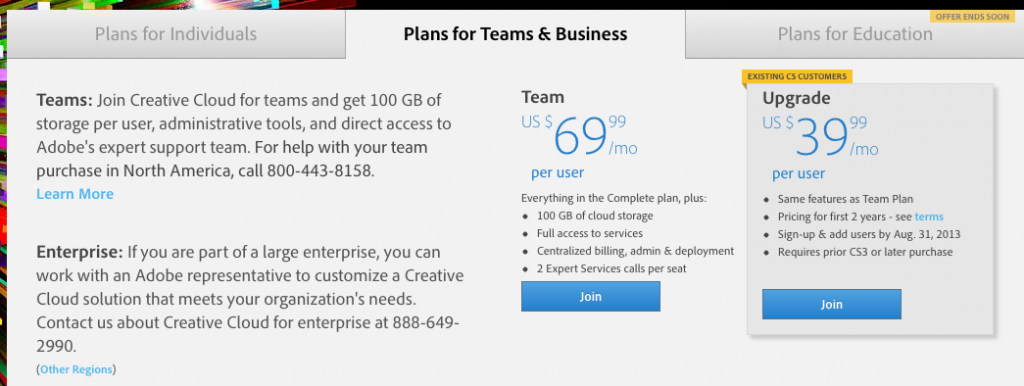 OFFER ENDS SOON
Plans for Individuals
Plans for Teams & Business
Plans for Education
Teams: Join Creative Cloud for teams and get 100 GB of
storage per user, administrative tools, and direct access to
Adobe's expert support team. For help with your team
purchase in North America, call 800-443-8158.
Learn More
Enterprise: If you are part of a large enterprise, you can
work with an Adobe representative to customize a Creative
Cloud solution that meets your organization's needs.
Contact us about Creative Cloud for enterprise at 888-649-
2990.
(Other Regions)
Team
US $69.99/mo
per user
Everything in the Complete plan, plus:
• 100 GB of cloud storage
• Full access to services
• Centralized billing, admin & deployment
• 2 Expert Services calls per seat
Join
EXISTING CS CUSTOMERS
Upgrade
US $39.99/mo
per user
• Same features as Team Plan
• Pricing for first 2 years - see terms
• Sign-up & add users by Aug. 31, 2013
• Requires prior CS3 or later purchase
Join